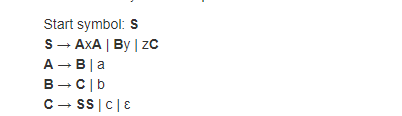 Start symbol: S
S → AxA | By | zC
A → B | a
B → C | b
C → SS | c | ε